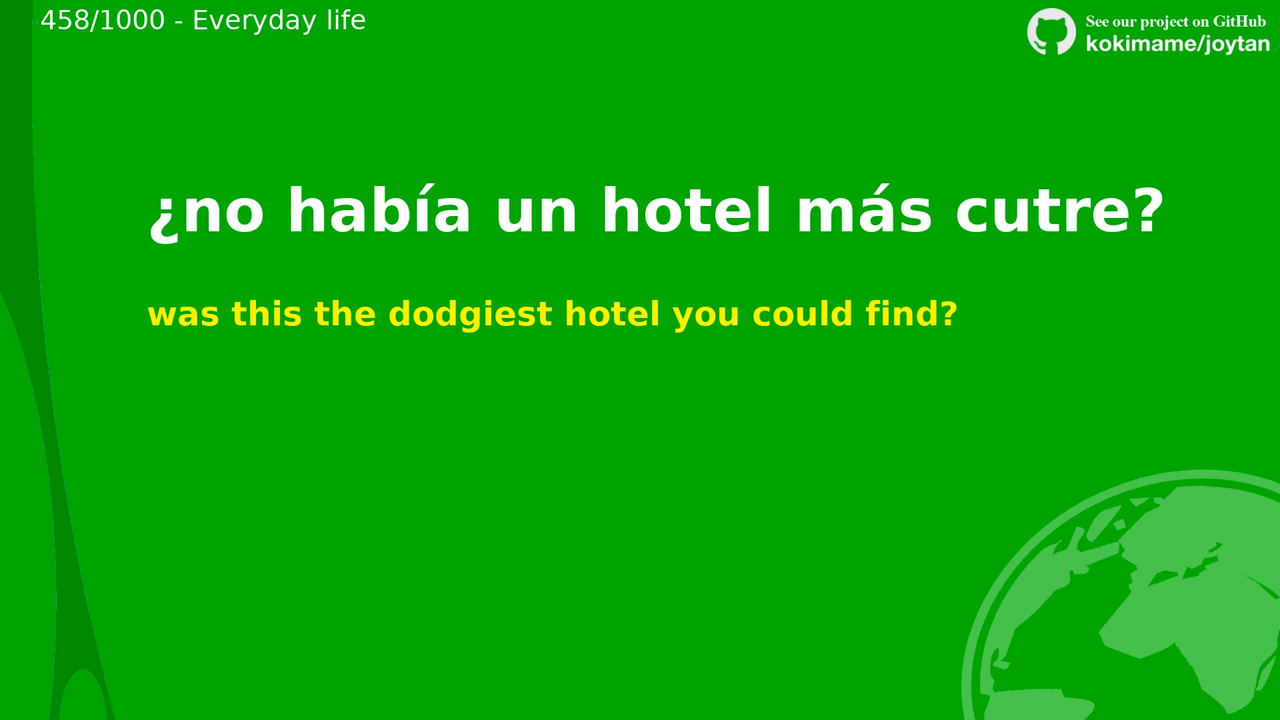 458/1000 - Everyday life
See our project on GitHub
kokimame/joytan
¿no había un hotel más cutre?
was this the dodgiest hotel you could find?